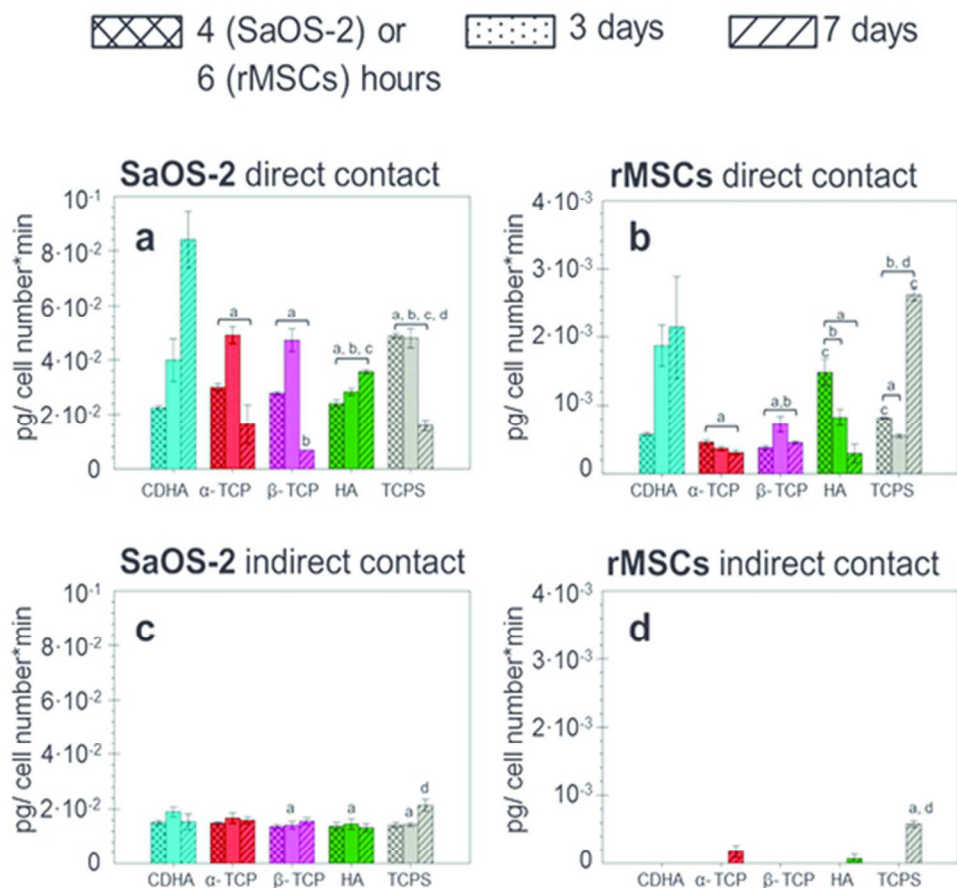 4 (SaOS-2) or
6 (rMSCs) hours
3 days
7 days
SaOS-2 direct contact
a
pg/ cell number*min
10⁻¹
8·10⁻²
6·10⁻²
4·10⁻²
2·10⁻²
0
a
a
b
a, b, c
a, b, c, d
CDHA α-TCP β-TCP HA TCPS
rMSCs direct contact
b
pg/ cell number*min
4·10⁻³
3·10⁻³
2·10⁻³
10⁻³
0
a
a,b
a
b
c
b, d
c
a
c
CDHA α-TCP β-TCP HA TCPS
SaOS-2 indirect contact
c
pg/ cell number*min
10⁻¹
8·10⁻²
6·10⁻²
4·10⁻²
2·10⁻²
0
a
a
a
d
CDHA α-TCP β-TCP HA TCPS
rMSCs indirect contact
d
pg/ cell number*min
4·10⁻³
3·10⁻³
2·10⁻³
10⁻³
0
a, d
CDHA α-TCP β-TCP HA TCPS